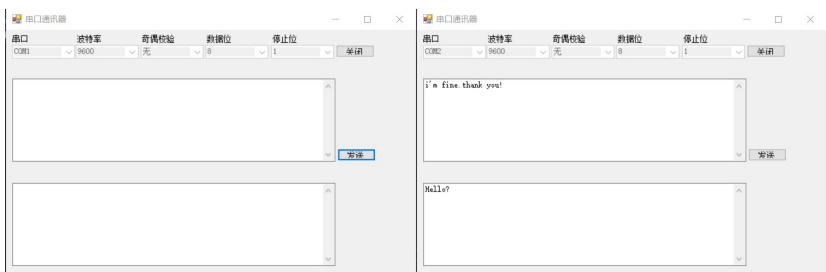 串口通讯器
串口 波特率 奇偶校验 数据位 停止位
COM1 9600 无 8 1 关闭
发送
串口通讯器
串口 波特率 奇偶校验 数据位 停止位
COM2 9600 无 8 1 关闭
i'm fine.thank you!
发送
Hello?